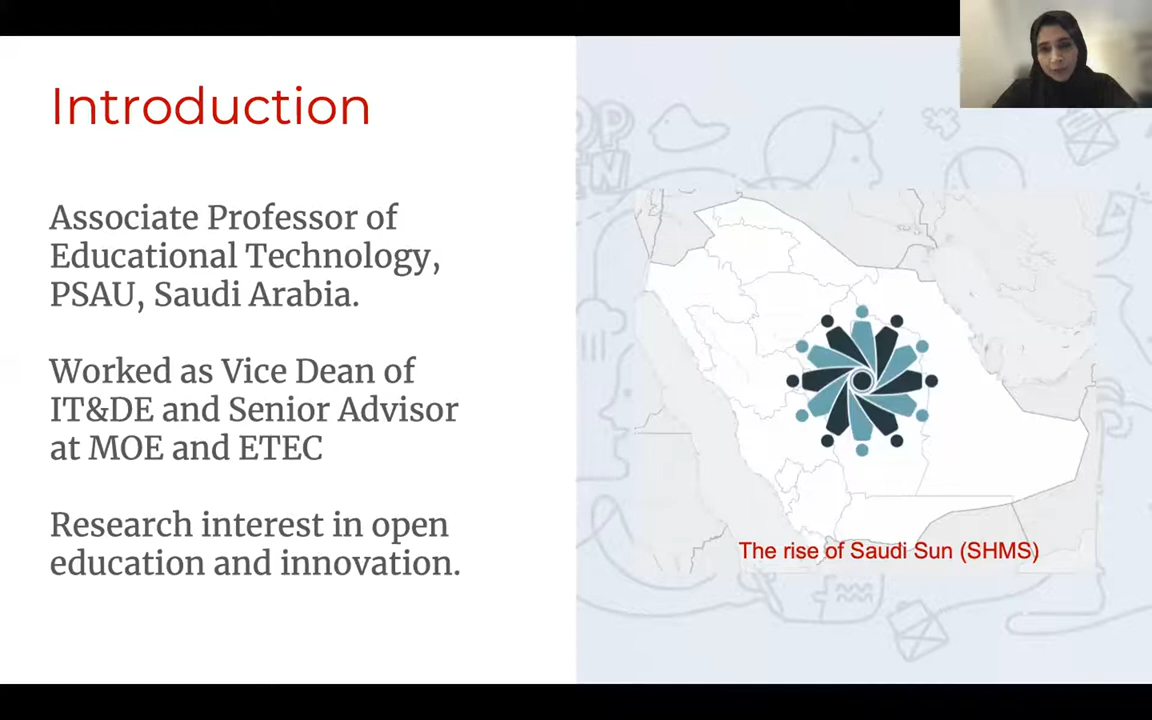 Introduction
Associate Professor of
Educational Technology,
PSAU, Saudi Arabia.
Worked as Vice Dean of
IT&DE and Senior Advisor
at MOE and ETEC
Research interest in open
education and innovation.
The rise of Saudi Sun (SHMS)